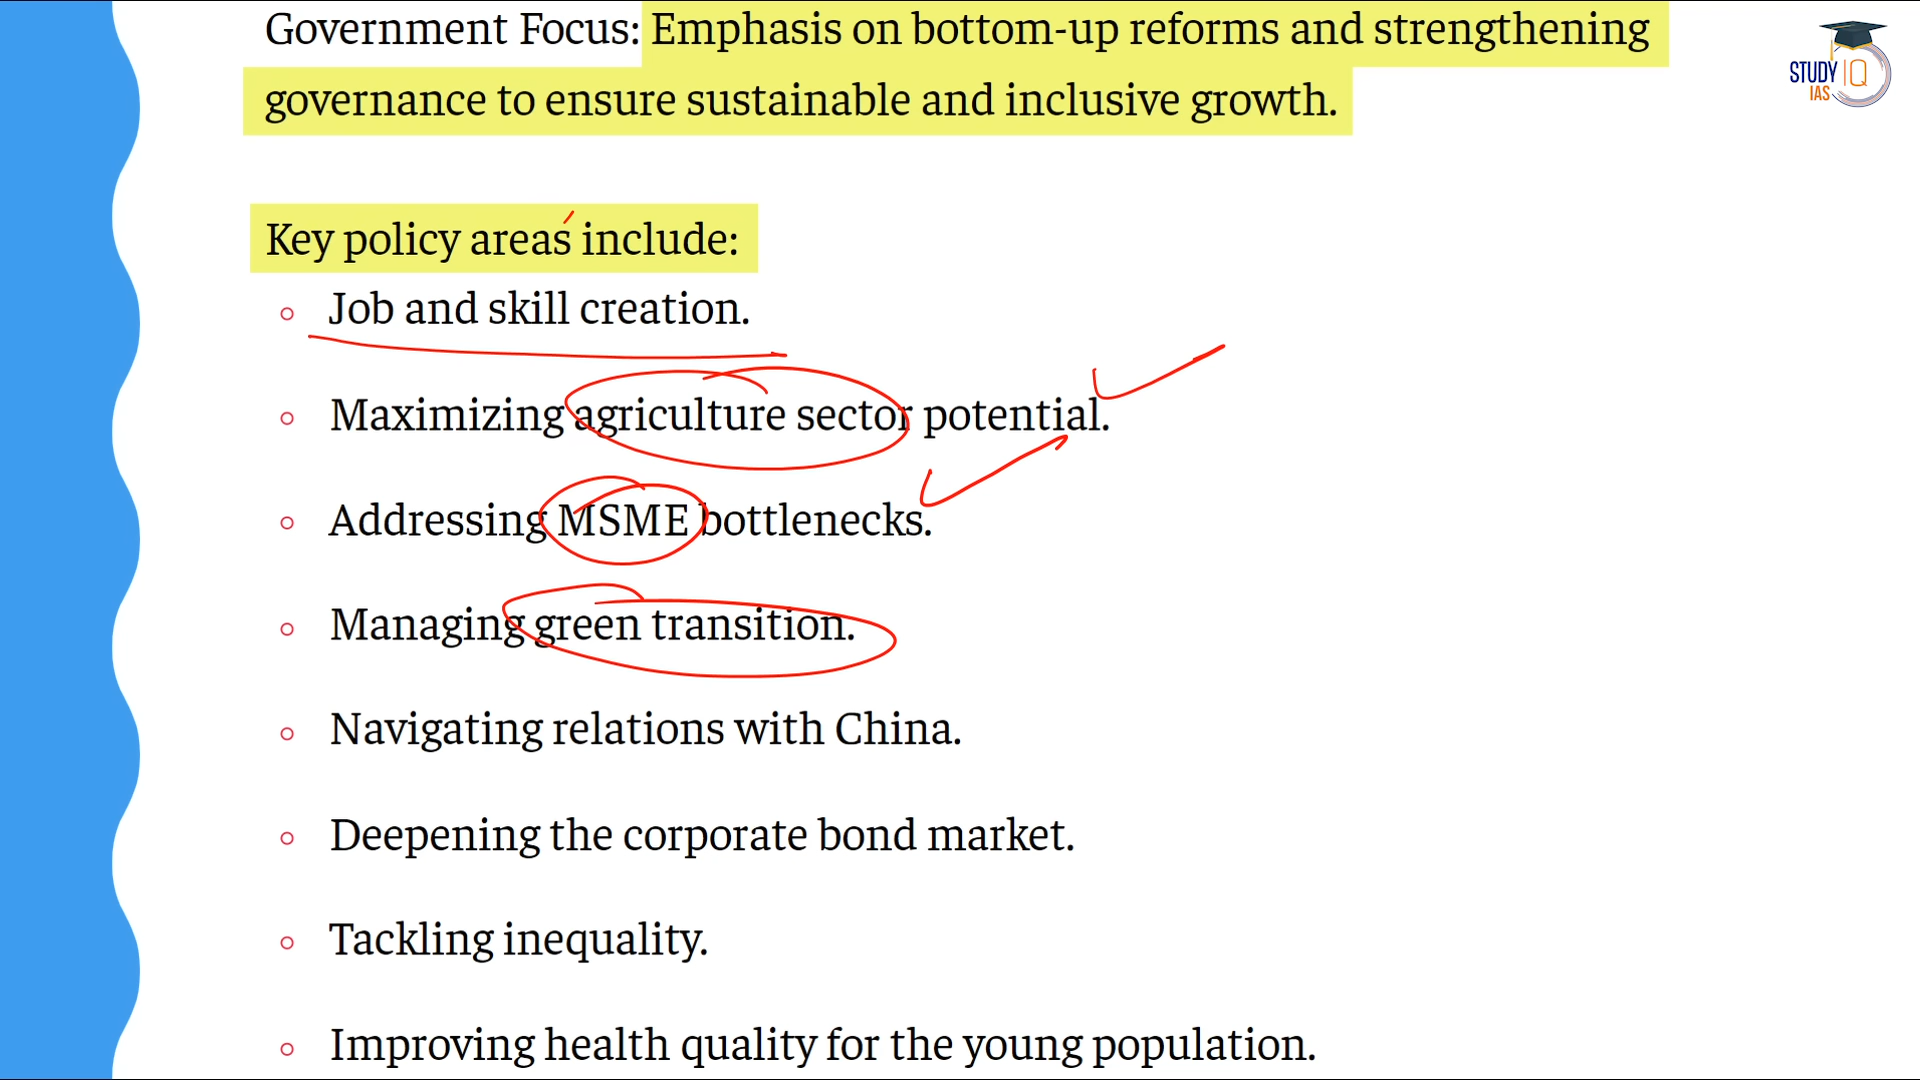 Government Focus: Emphasis on bottom-up reforms and strengthening
governance to ensure sustainable and inclusive growth.
STUDY IQ
IAS
Key policy areas include:
Job and skill creation.
Maximizing agriculture sector potential.
Addressing MSME bottlenecks.
Managing green transition.
Navigating relations with China.
Deepening the corporate bond market.
Tackling inequality.
Improving health quality for the young population.